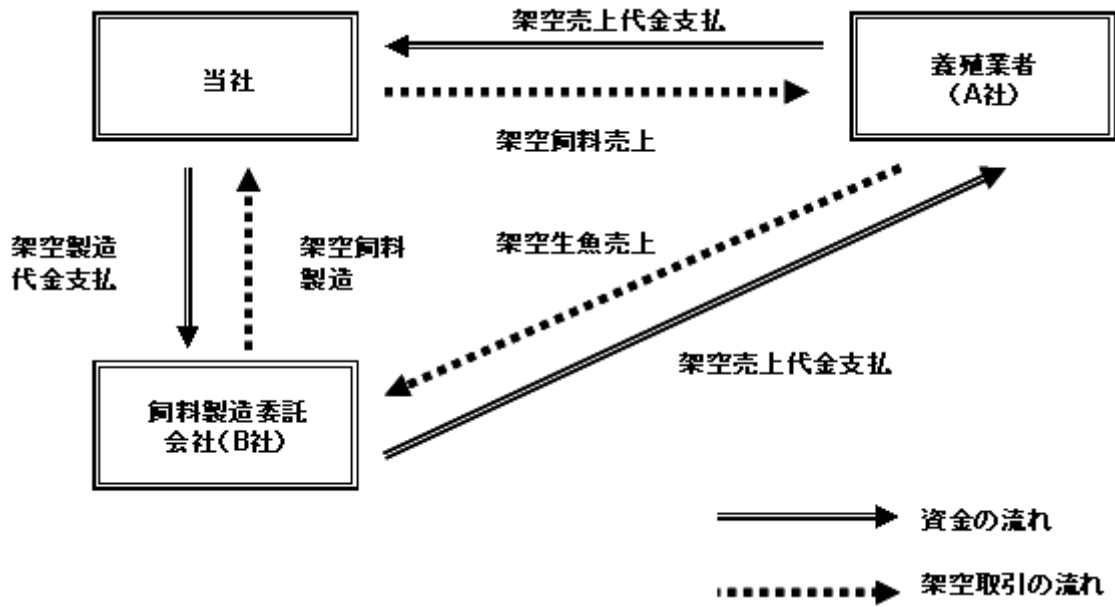 架空売上代金支払
当社
養殖業者
(A社)
架空飼料売上
架空製造
代金支払
架空飼料
製造
架空生魚売上
架空売上代金支払
飼料製造委託
会社(B社)
資金の流れ
架空取引の流れ